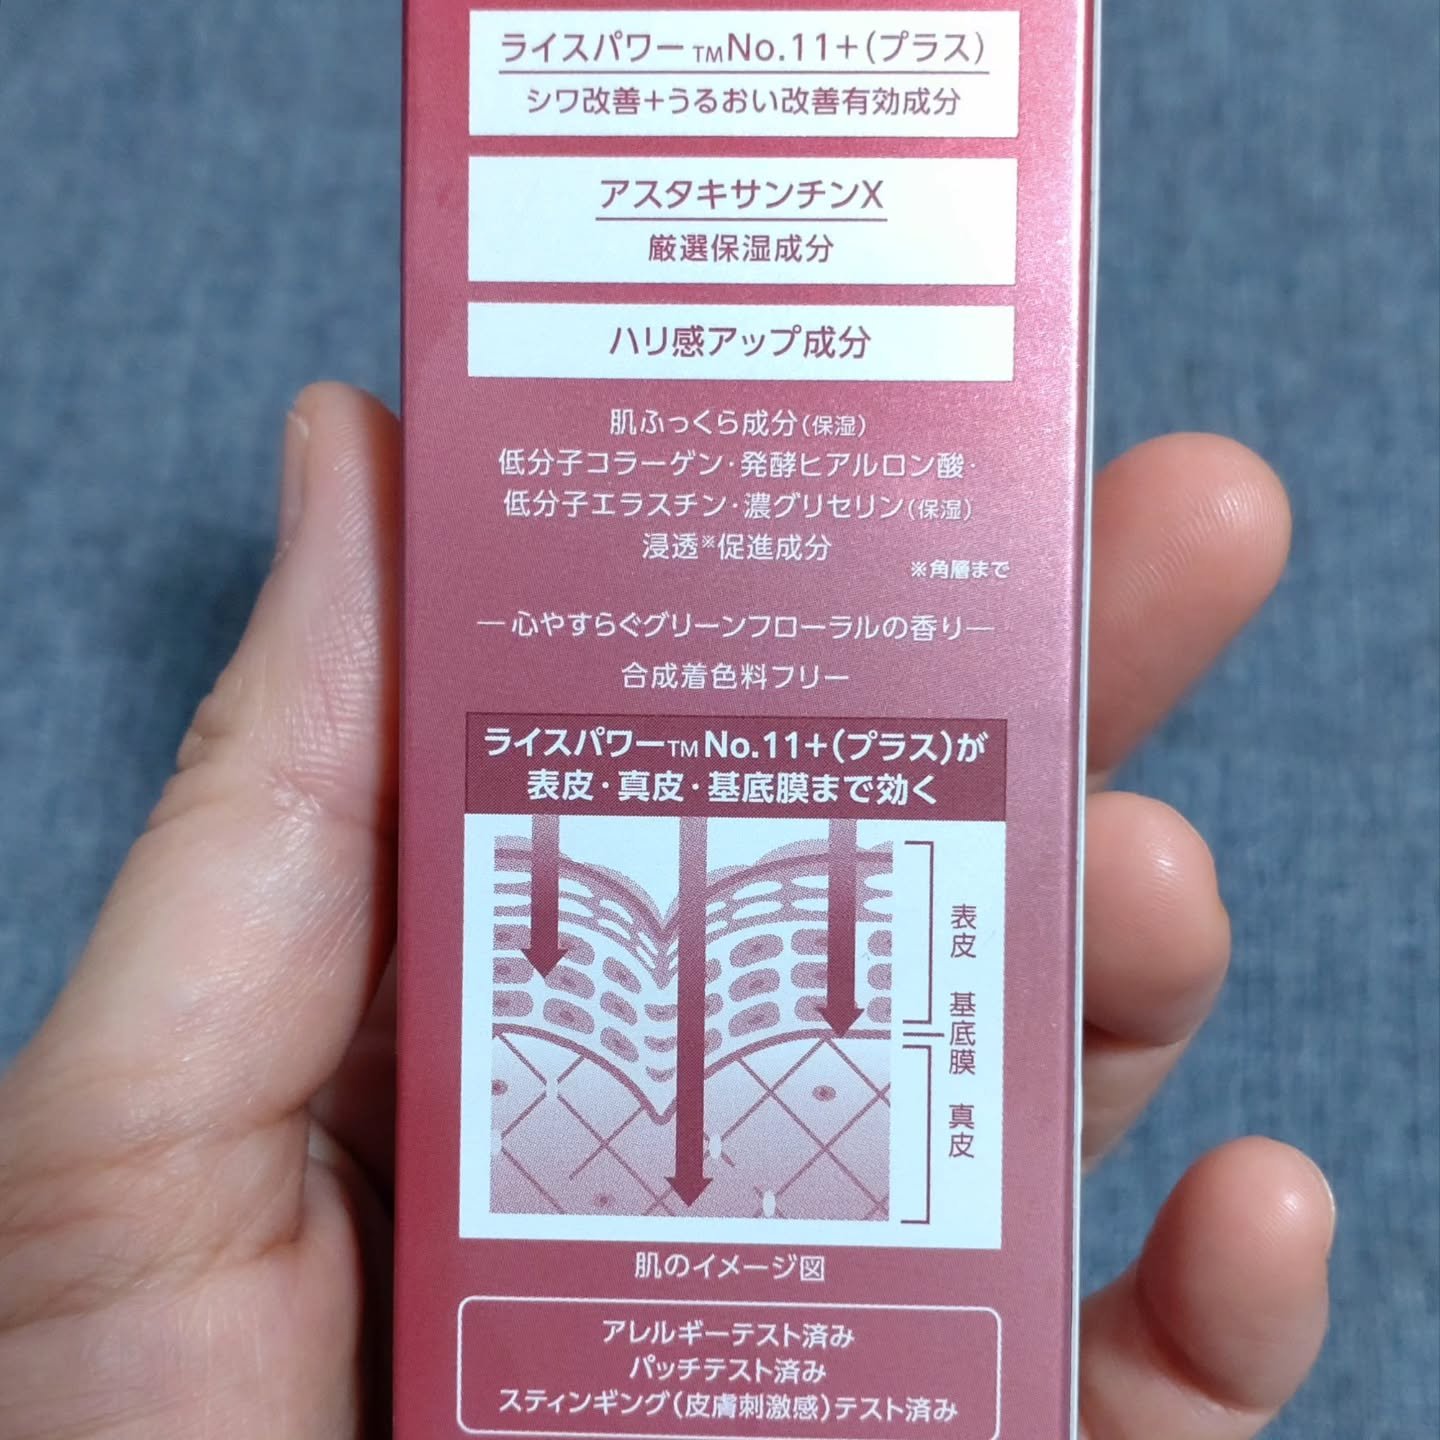 ライスパワー™No.11+(プラス)
シワ改善+うるおい改善有効成分
アスタキサンチンX
厳選保湿成分
ハリ感アップ成分
肌ふっくら成分(保湿)
低分子コラーゲン・発酵ヒアルロン酸・
低分子エラスチン・濃グリセリン(保湿)
浸透※促進成分
※角層まで
―心やすらぐグリーンフローラルの香り―
合成着色料フリー
ライスパワー™No.11+(プラス)が
表皮・真皮・基底膜まで効く
表皮
基底膜
真皮
肌のイメージ図
アレルギーテスト済み
パッチテスト済み
スティンギング(皮膚刺激感)テスト済み